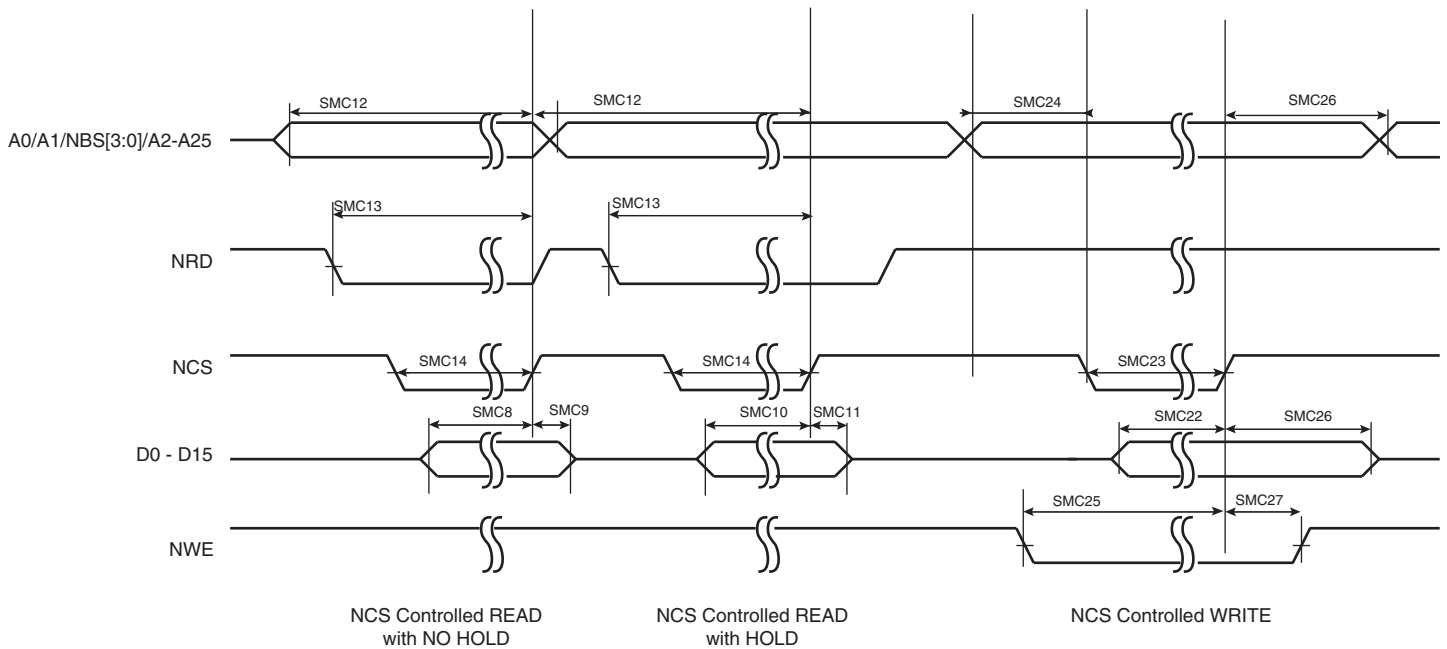 SMC12
SMC12
SMC24
SMC26
A0/A1/NBS[3:0]/A2-A25
SMC13
SMC13
NRD
SMC14
SMC14
SMC23
NCS
SMC8
SMC9
SMC10
SMC11
SMC22
SMC26
D0 - D15
SMC25
SMC27
NWE
NCS Controlled READ
with NO HOLD
NCS Controlled READ
with HOLD
NCS Controlled WRITE